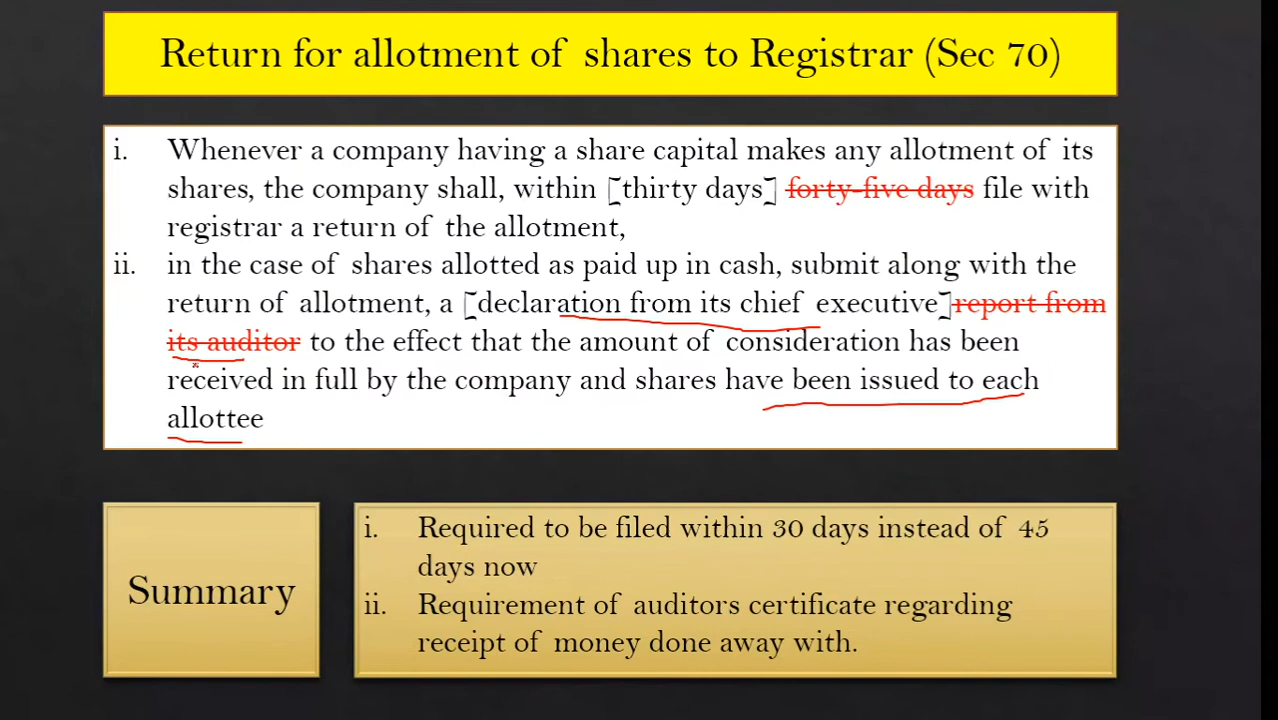 Return for allotment of shares to Registrar (Sec 70)
i. Whenever a company having a share capital makes any allotment of its
shares, the company shall, within [thirty days] forty-five days file with
registrar a return of the allotment,
ii. in the case of shares allotted as paid up in cash, submit along with the
return of allotment, a [declaration from its chief executive]report from
its auditor to the effect that the amount of consideration has been
received in full by the company and shares have been issued to each
allottee
Summary
i. Required to be filed within 30 days instead of 45
days now
ii. Requirement of auditors certificate regarding
receipt of money done away with.